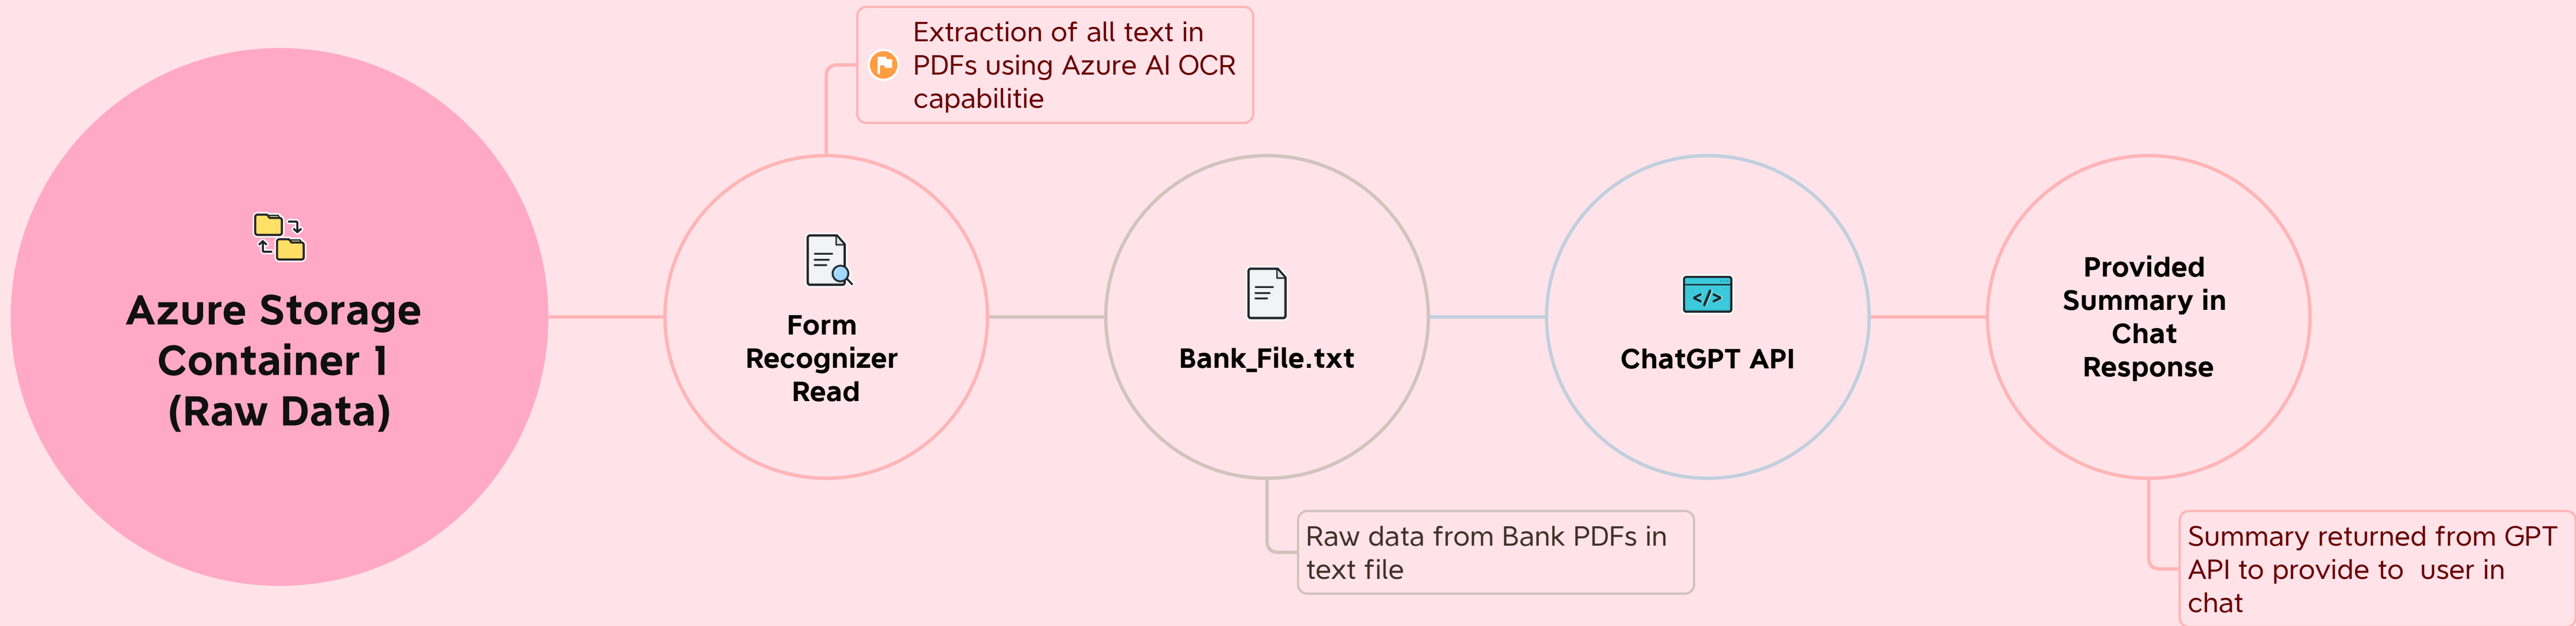 Extraction of all text in
PDFs using Azure AI OCR
capabilitie
Azure Storage
Container 1
(Raw Data)
Form
Recognizer
Read
Bank_File.txt
</>
ChatGPT API
Provided
Summary in
Chat
Response
Raw data from Bank PDFs in
text file
Summary returned from GPT
API to provide to  user in
chat